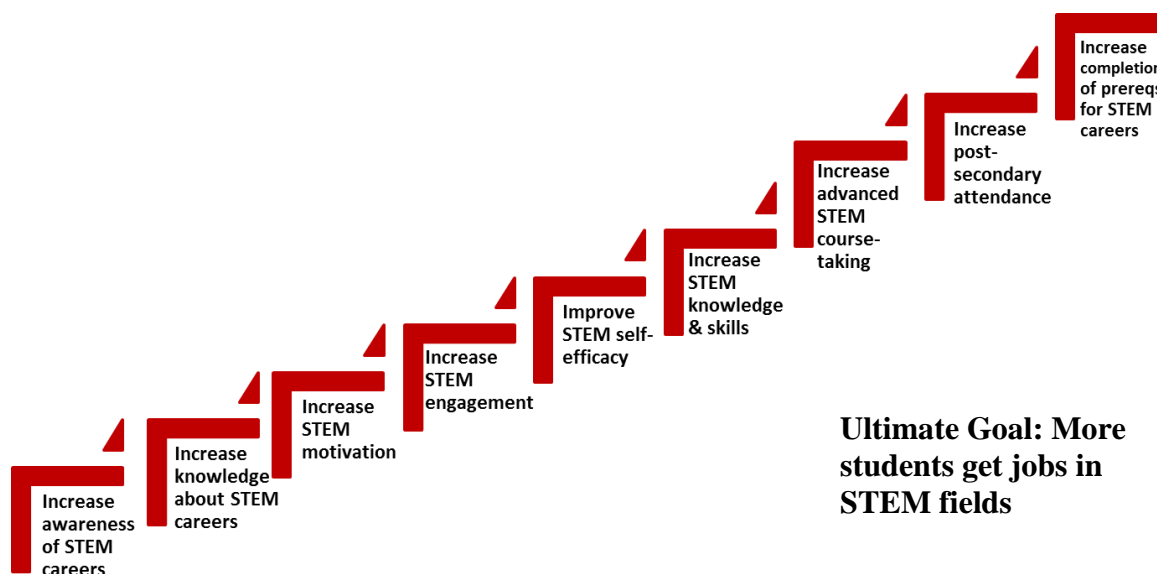 Increase
awareness
of STEM
careers
Increase
knowledge
about STEM
careers
Increase
STEM
motivation
Increase
STEM
engagement
Improve
STEM self-
efficacy
Increase
STEM
knowledge
& skills
Increase
advanced
STEM
course-
taking
Increase
post-
secondary
attendance
Increase
completion
of prereqs
for STEM
careers
Ultimate Goal: More
students get jobs in
STEM fields